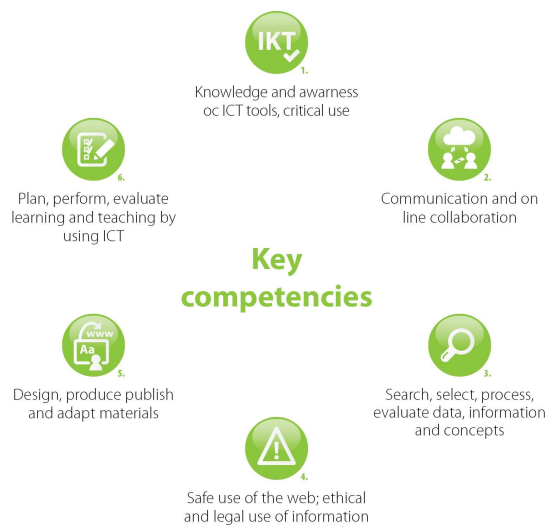 IKT
1.
Knowledge and awarness
oc ICT tools, critical use
2.
Communication and on
line collaboration
3.
Search, select, process,
evaluate data, information
and concepts
4.
Safe use of the web; ethical
and legal use of information
www
Aa
5.
Design, produce publish
and adapt materials
6.
Plan, perform, evaluate
learning and teaching by
using ICT
Key
competencies